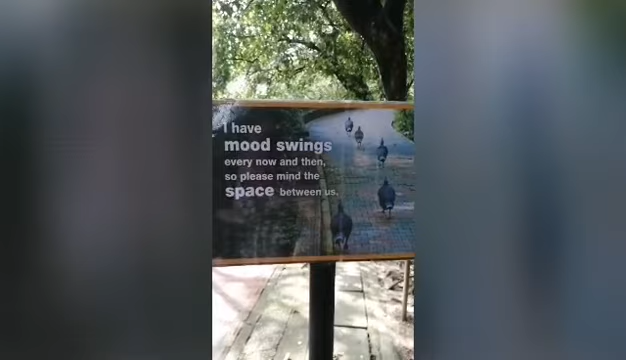 I have
mood swings
every now and then,
so please mind the
space between us.